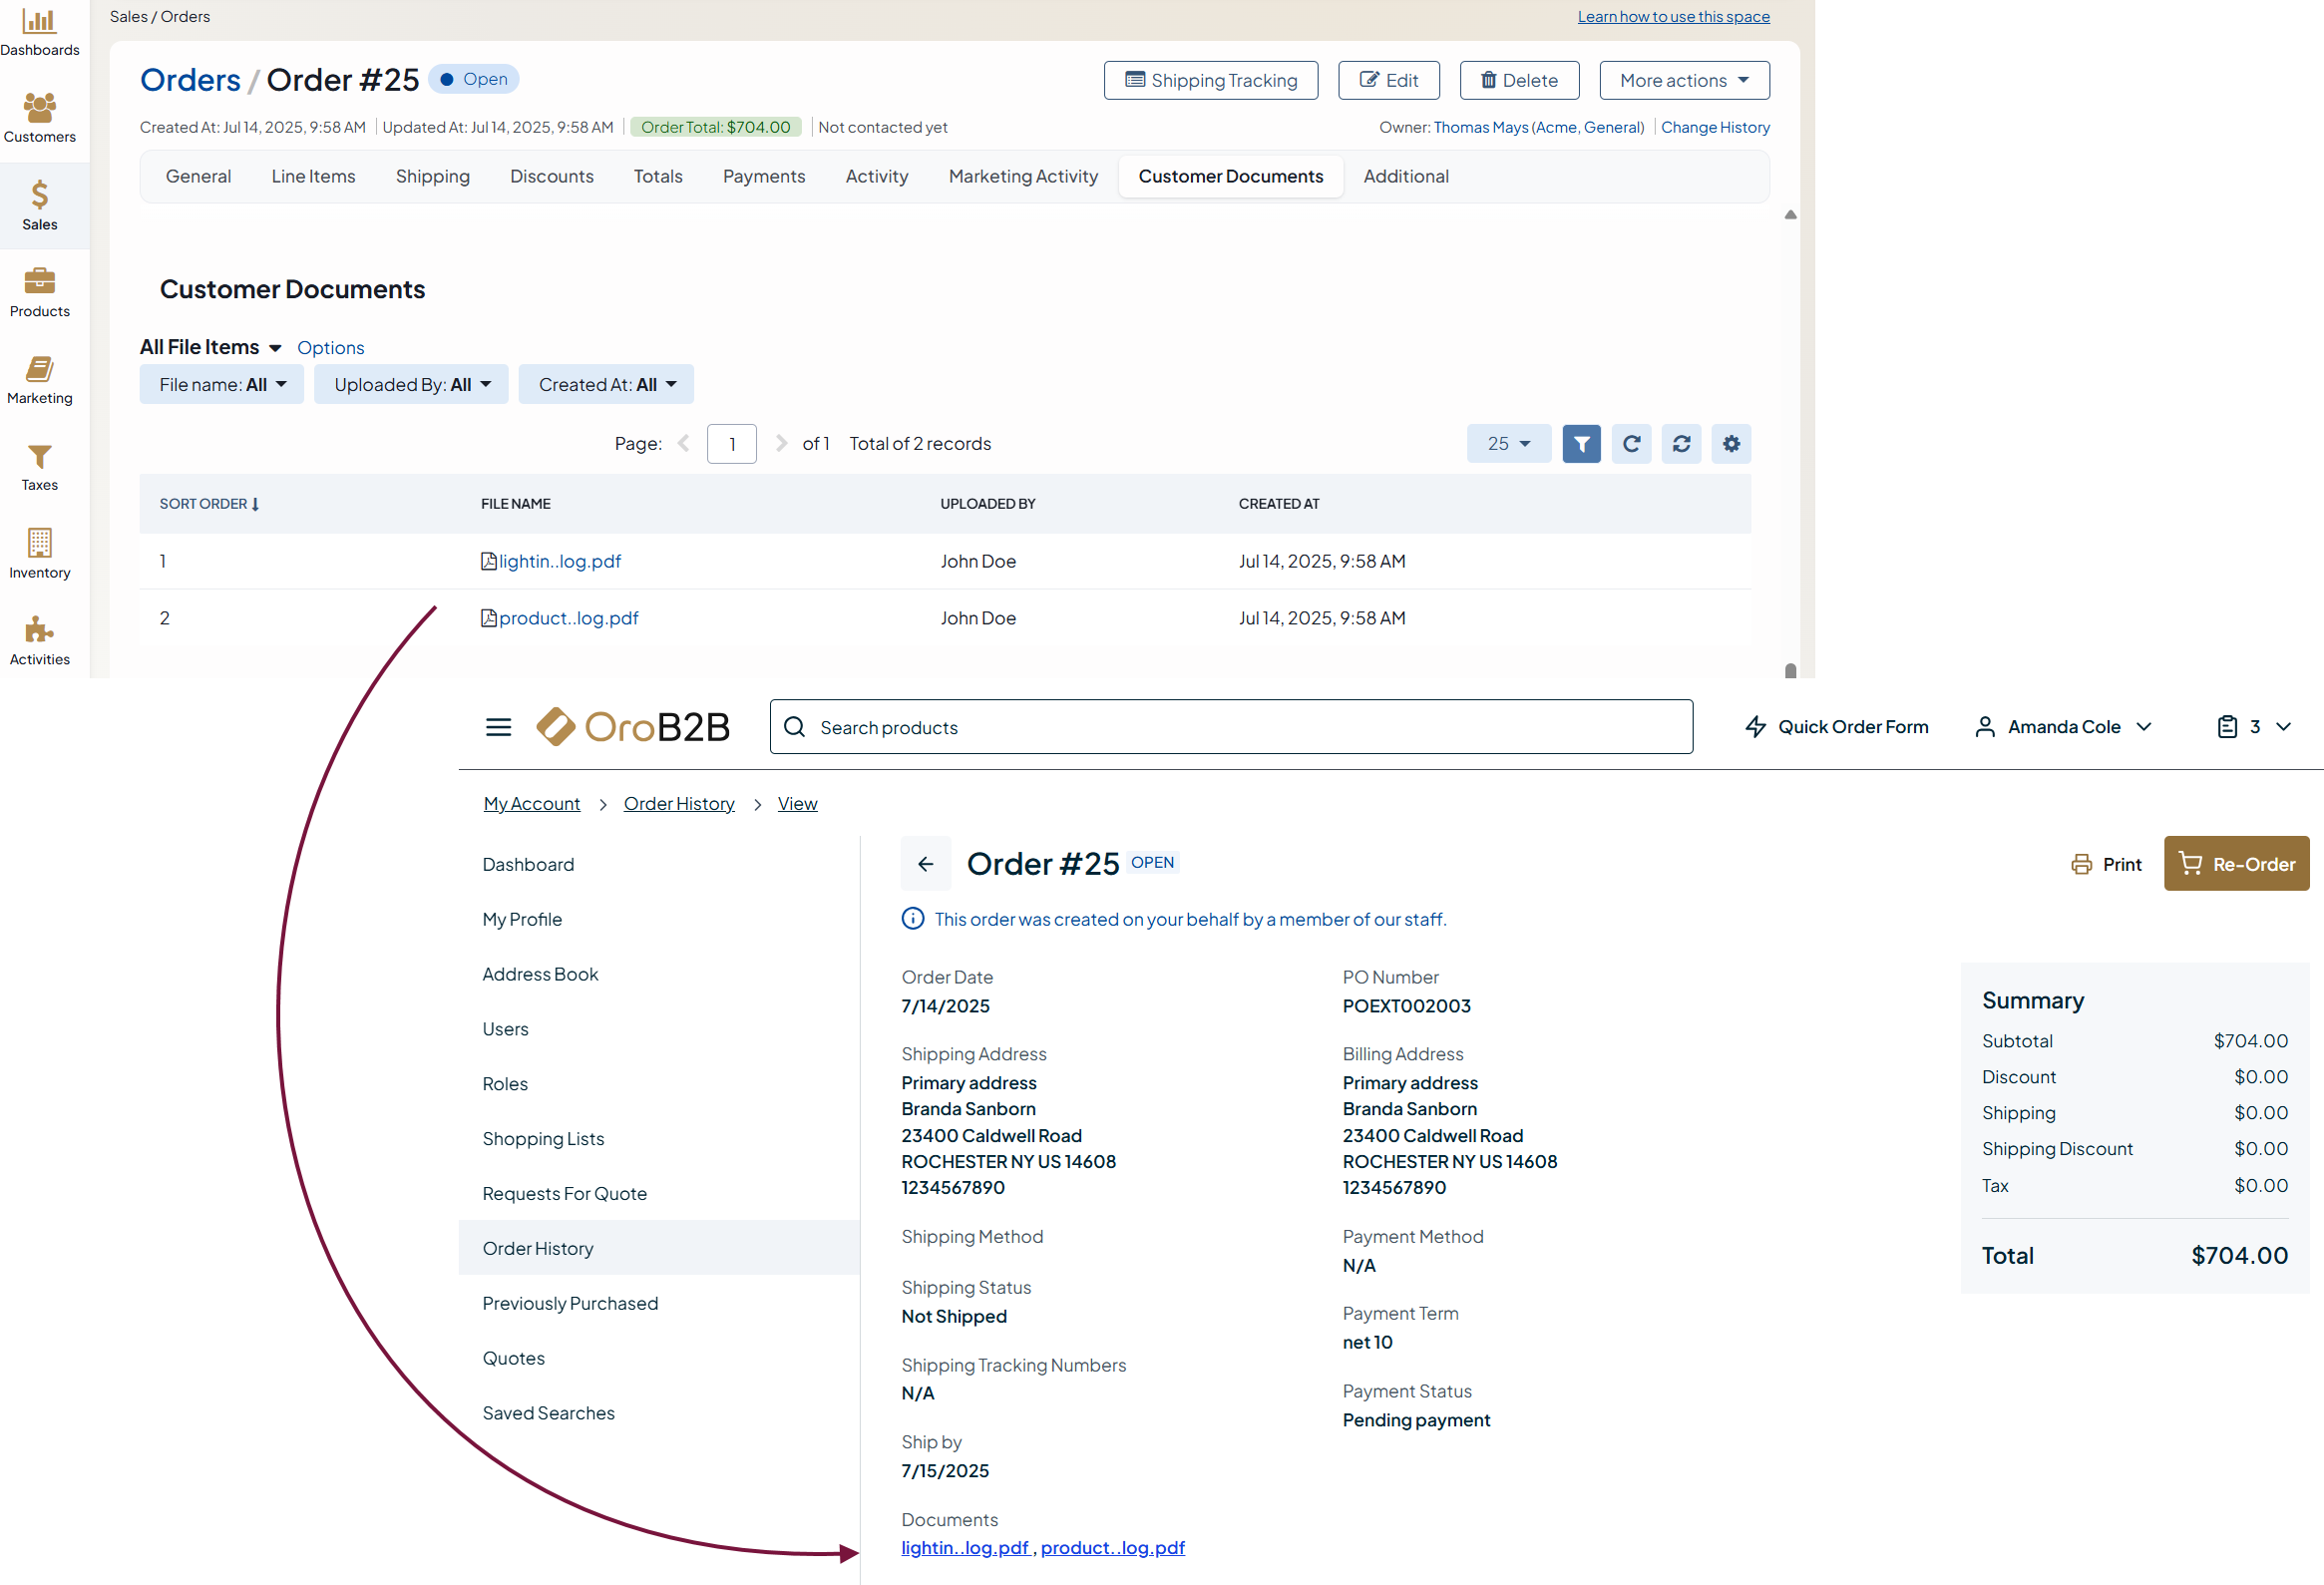 Sales / Orders
Learn how to use this space
Dashboards
Customers
Sales
Products
Marketing
Taxes
Inventory
Activities
Orders / Order #25 Open
Shipping Tracking Edit Delete More actions
Created At: Jul 14, 2025, 9:58 AM Updated At: Jul 14, 2025, 9:58 AM Order Total: $704.00 Not contacted yet
Owner: Thomas Mays (Acme, General) Change History
General Line Items Shipping Discounts Totals Payments Activity Marketing Activity Customer Documents Additional
Customer Documents
All File Items Options
File name: All Uploaded By: All Created At: All
Page: 1 of 1 Total of 2 records 25
SORT ORDER FILE NAME UPLOADED BY CREATED AT
1 lightin..log.pdf John Doe Jul 14, 2025, 9:58 AM
2 product..log.pdf John Doe Jul 14, 2025, 9:58 AM
OroB2B
Search products
Quick Order Form
Amanda Cole
3
My Account > Order History > View
Dashboard
My Profile
Address Book
Users
Roles
Shopping Lists
Requests For Quote
Order History
Previously Purchased
Quotes
Saved Searches
Order #25 OPEN
Print Re-Order
This order was created on your behalf by a member of our staff.
Order Date
7/14/2025
Shipping Address
Primary address
Branda Sanborn
23400 Caldwell Road
ROCHESTER NY US 14608
1234567890
Shipping Method
Shipping Status
Not Shipped
Shipping Tracking Numbers
N/A
Ship by
7/15/2025
Documents
lightin..log.pdf , product..log.pdf
PO Number
POEXT002003
Billing Address
Primary address
Branda Sanborn
23400 Caldwell Road
ROCHESTER NY US 14608
1234567890
Payment Method
N/A
Payment Term
net 10
Payment Status
Pending payment
Summary
Subtotal $704.00
Discount $0.00
Shipping $0.00
Shipping Discount $0.00
Tax $0.00
Total $704.00